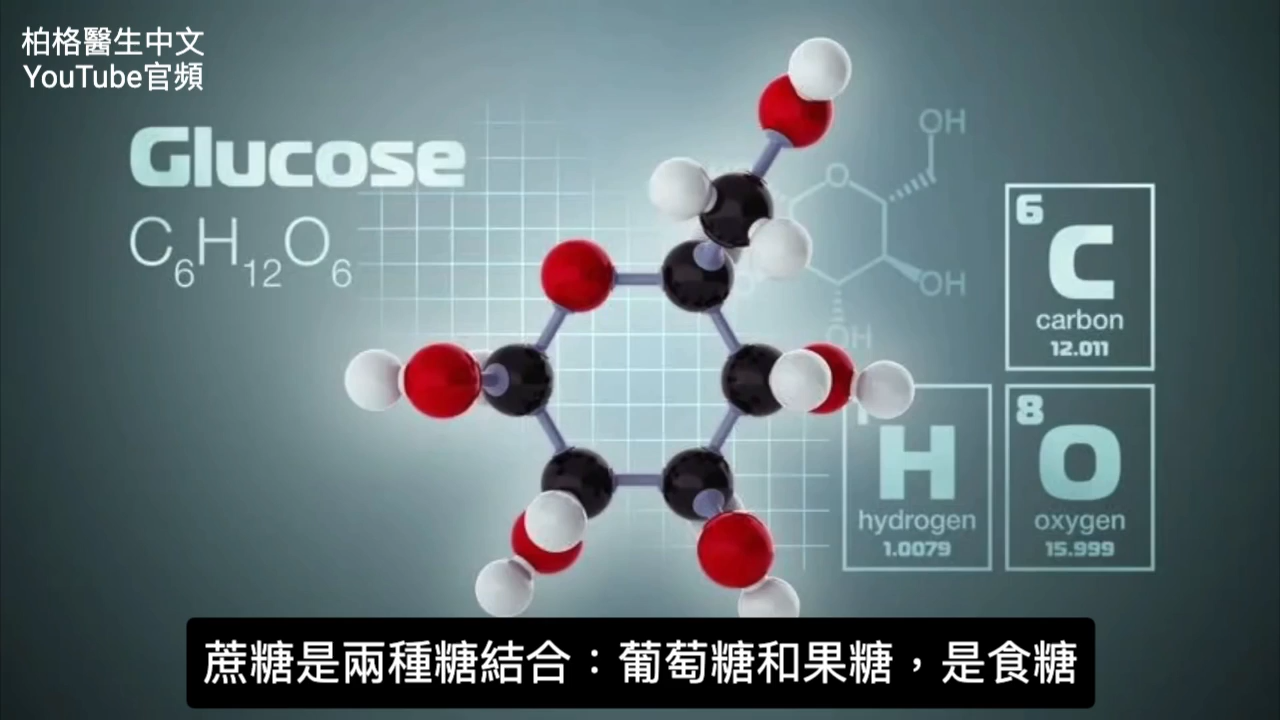 柏格醫生中文
YouTube官頻
Glucose
C6H12O6
OH
O
OH
OH
6
C
carbon
12.011
H
hydrogen
1.0079
8
O
oxygen
15.999
蔗糖是兩種糖結合：葡萄糖和果糖，是食糖